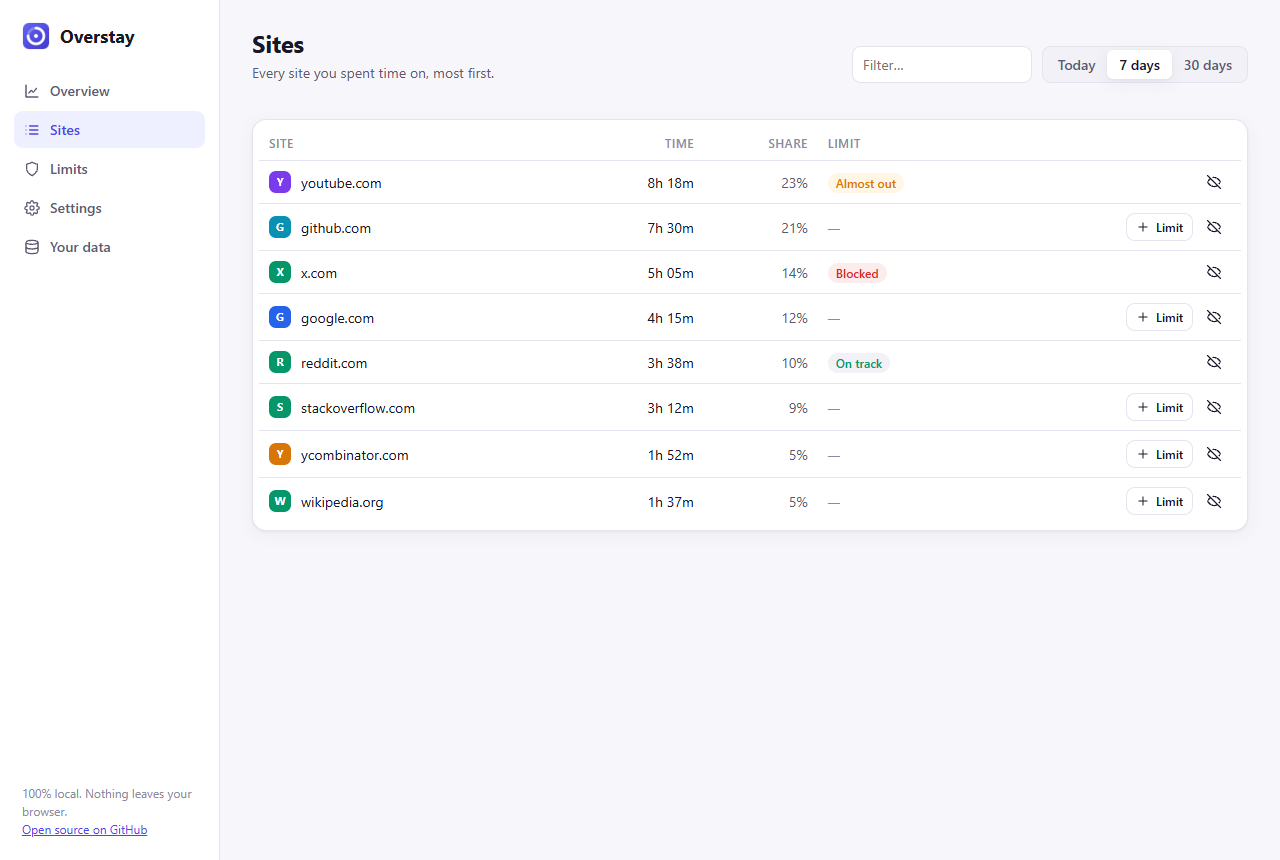 Overstay
Overview
Sites
Limits
Settings
Your data
100% local. Nothing leaves your
browser.
Open source on GitHub
Sites
Every site you spent time on, most first.
Filter...
Today 7 days 30 days
SITE TIME SHARE LIMIT
Y youtube.com 8h 18m 23% Almost out
G github.com 7h 30m 21% — + Limit
X x.com 5h 05m 14% Blocked
G google.com 4h 15m 12% — + Limit
R reddit.com 3h 38m 10% On track
S stackoverflow.com 3h 12m 9% — + Limit
Y ycombinator.com 1h 52m 5% — + Limit
W wikipedia.org 1h 37m 5% — + Limit